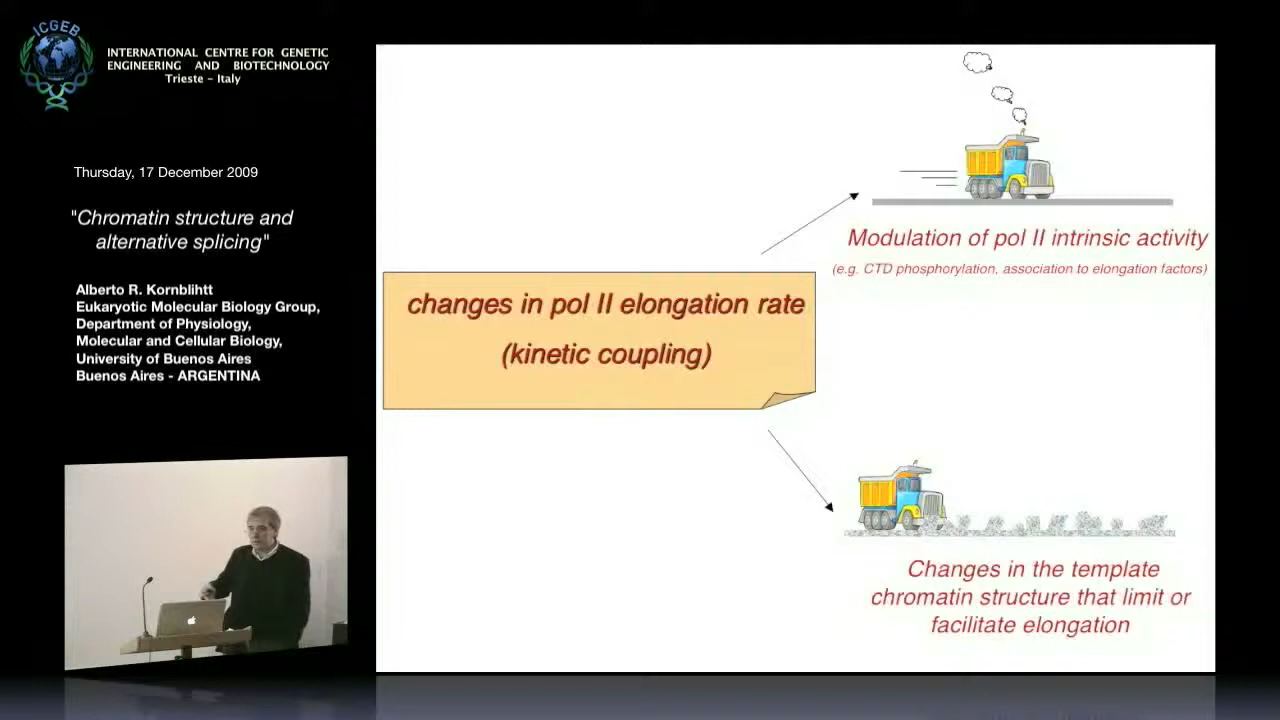 ICGEB
INTERNATIONAL CENTRE FOR GENETIC
ENGINEERING AND BIOTECHNOLOGY
Trieste - Italy
Thursday, 17 December 2009
"Chromatin structure and
alternative splicing"
Alberto R. Kornblihtt
Eukaryotic Molecular Biology Group,
Department of Physiology,
Molecular and Cellular Biology,
University of Buenos Aires
Buenos Aires - ARGENTINA
changes in pol II elongation rate
(kinetic coupling)
Modulation of pol II intrinsic activity
(e.g. CTD phosphorylation, association to elongation factors)
Changes in the template
chromatin structure that limit or
facilitate elongation